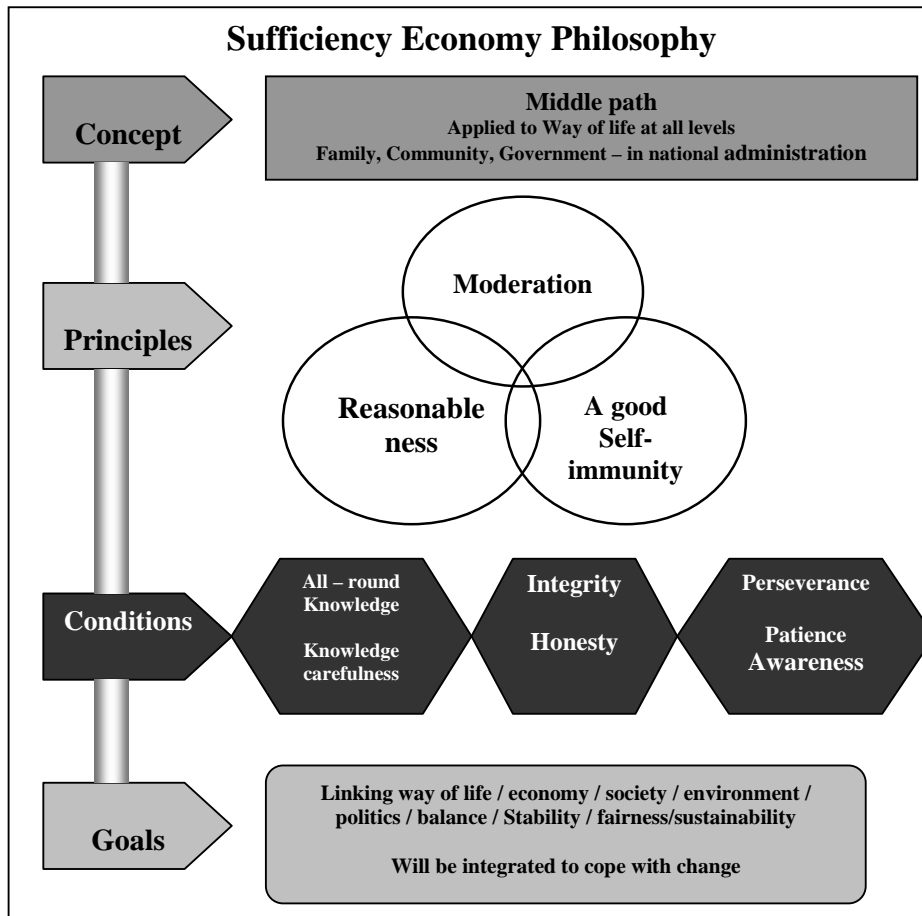 Sufficiency Economy Philosophy
Concept
Middle path
Applied to Way of life at all levels
Family, Community, Government – in national administration
Principles
Moderation
Reasonable
ness
A good
Self-
immunity
Conditions
All – round
Knowledge
Knowledge
carefulness
Integrity
Honesty
Perseverance
Patience
Awareness
Goals
Linking way of life / economy / society / environment /
politics / balance / Stability / fairness/sustainability
Will be integrated to cope with change